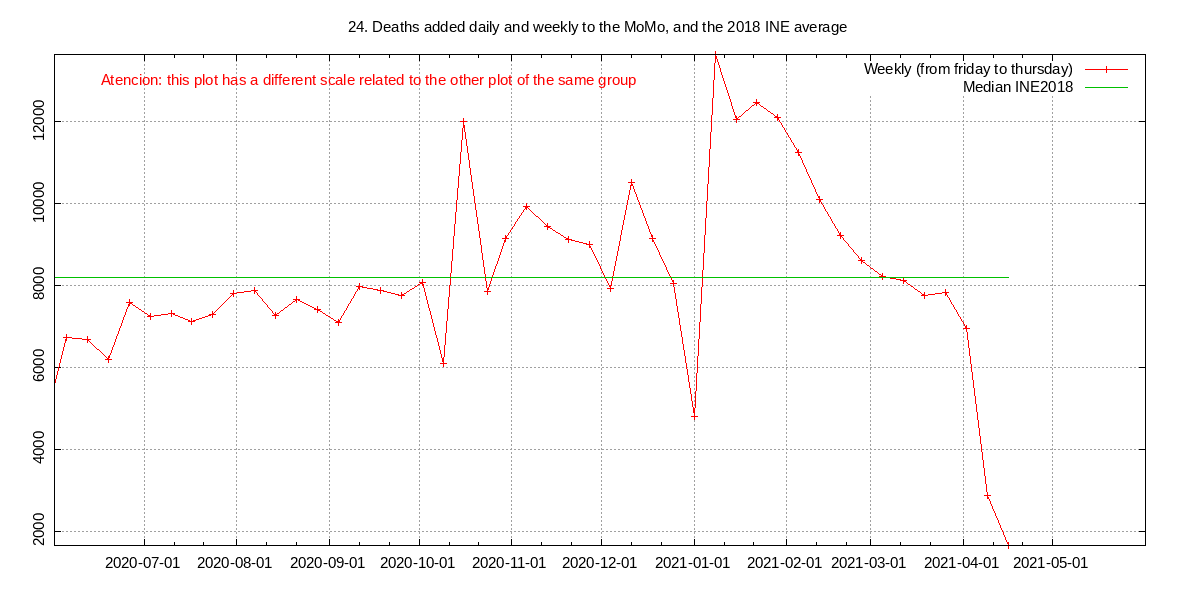 24. Deaths added daily and weekly to the MoMo, and the 2018 INE average
Atencion: this plot has a different scale related to the other plot of the same group
Weekly (from friday to thursday)
Median INE2018
12000
10000
8000
6000
4000
2000
2020-07-01 2020-08-01 2020-09-01 2020-10-01 2020-11-01 2020-12-01 2021-01-01 2021-02-01 2021-03-01 2021-04-01 2021-05-01